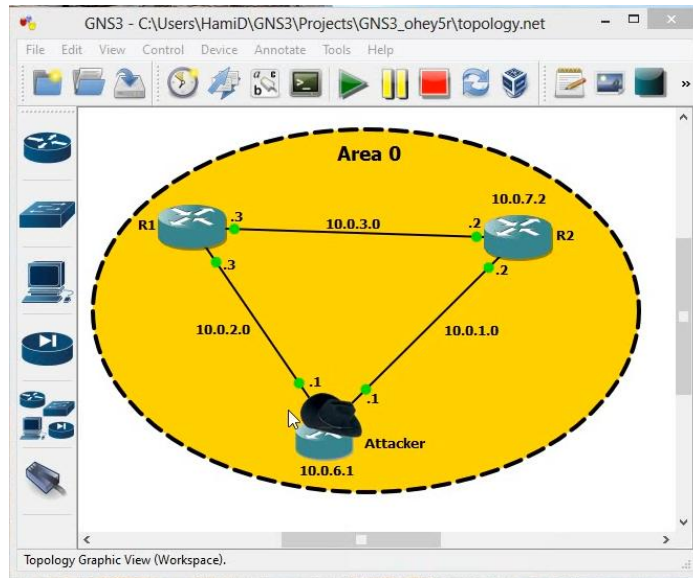 GNS3 - C:\Users\HamiD\GNS3\Projects\GNS3_ohey5r\topology.net
File Edit View Control Device Annotate Tools Help
Area 0
10.0.7.2
R1 .3 10.0.3.0 .2 R2
.3 .2
10.0.2.0 10.0.1.0
.1 .1
Attacker
10.0.6.1
Topology Graphic View (Workspace).